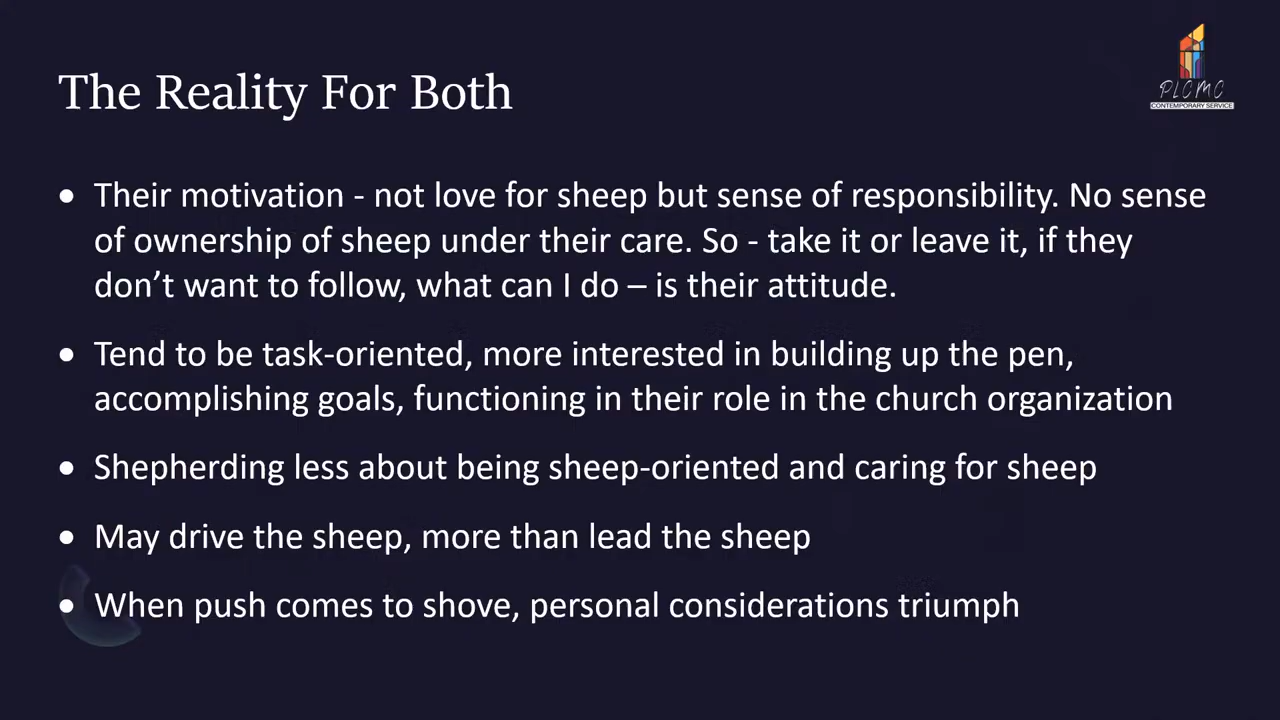 PLCMC
CONTEMPORARY SERVICE
The Reality For Both
• Their motivation - not love for sheep but sense of responsibility. No sense
of ownership of sheep under their care. So - take it or leave it, if they
don’t want to follow, what can I do – is their attitude.
• Tend to be task-oriented, more interested in building up the pen,
accomplishing goals, functioning in their role in the church organization
• Shepherding less about being sheep-oriented and caring for sheep
• May drive the sheep, more than lead the sheep
• When push comes to shove, personal considerations triumph